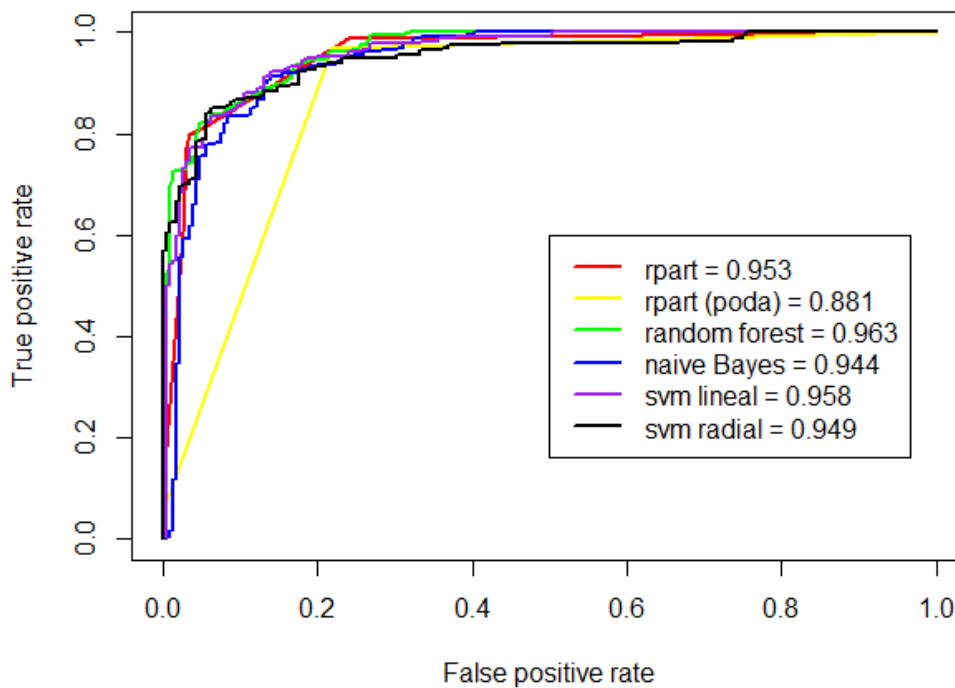 True positive rate
1.0
0.8
0.6
0.4
0.2
0.0
rpart = 0.953
rpart (poda) = 0.881
random forest = 0.963
naive Bayes = 0.944
svm lineal = 0.958
svm radial = 0.949
0.0 0.2 0.4 0.6 0.8 1.0
False positive rate